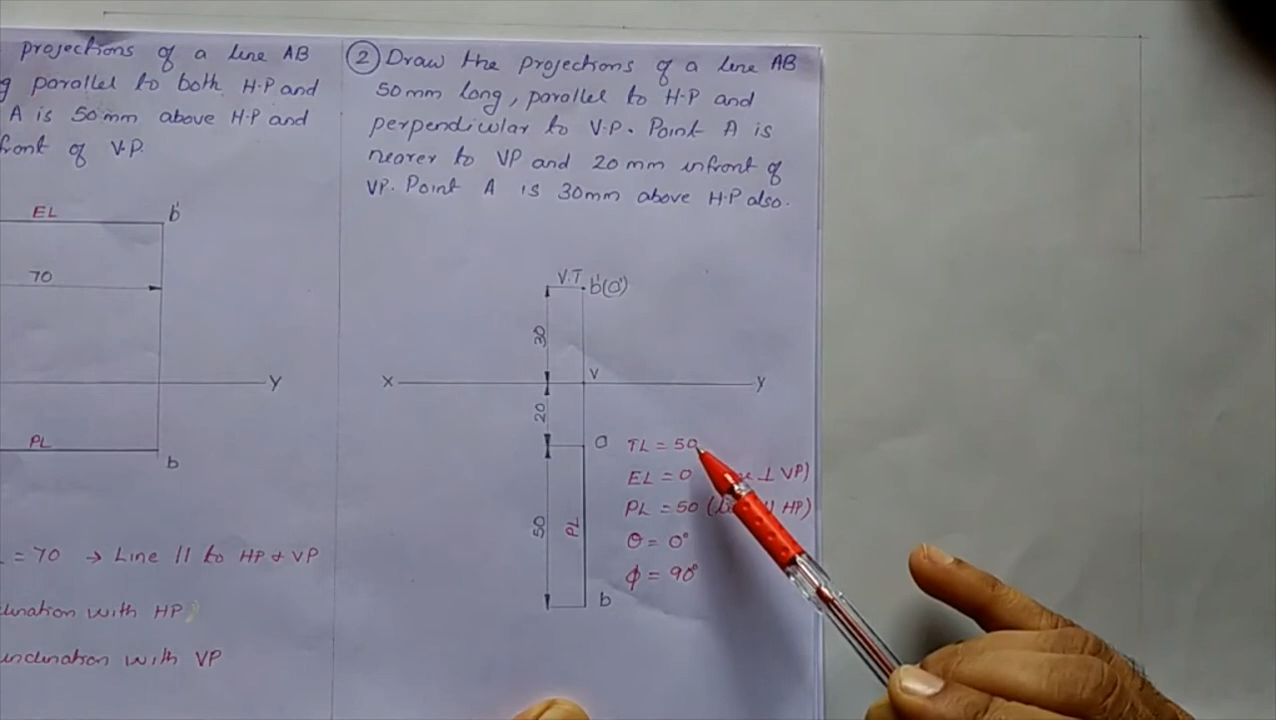 projections of a line AB
g parallel to both H.P and
A is 50mm above H.P and
front of V.P.
EL
b'
70
Y
PL
b
= 70 → Line // to HP & VP
clination with HP
inclination with VP
② Draw the projections of a line AB
50mm long, parallel to H.P and
perpendicular to V.P. Point A is
nearer to VP and 20mm infront of
VP. Point A is 30mm above H.P also.
V.T
b'(a')
30
X
V
Y
20
a
50
PL
b
TL = 50
EL = 0 ⊥ VP)
PL = 50 ( HP)
θ = 0°
φ = 90°